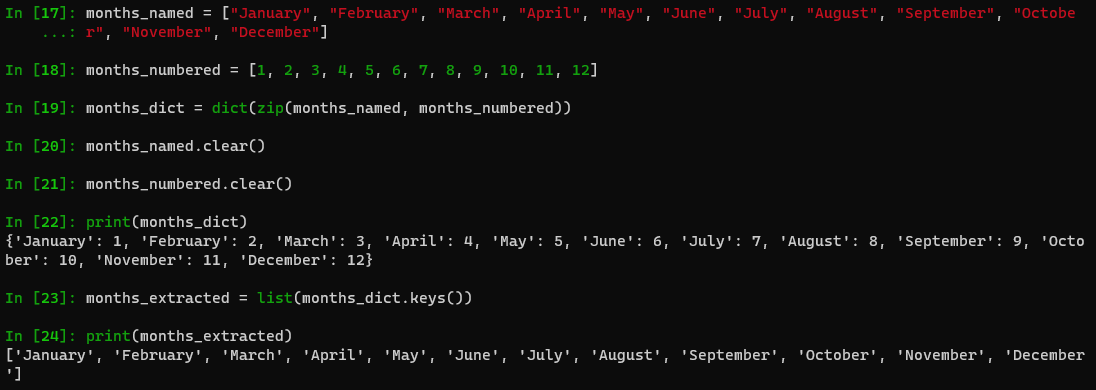 In [17]: months_named = ["January", "February", "March", "April", "May", "June", "July", "August", "September", "Octobe
    ...: r", "November", "December"]
In [18]: months_numbered = [1, 2, 3, 4, 5, 6, 7, 8, 9, 10, 11, 12]
In [19]: months_dict = dict(zip(months_named, months_numbered))
In [20]: months_named.clear()
In [21]: months_numbered.clear()
In [22]: print(months_dict)
{'January': 1, 'February': 2, 'March': 3, 'April': 4, 'May': 5, 'June': 6, 'July': 7, 'August': 8, 'September': 9, 'Octo
ber': 10, 'November': 11, 'December': 12}
In [23]: months_extracted = list(months_dict.keys())
In [24]: print(months_extracted)
['January', 'February', 'March', 'April', 'May', 'June', 'July', 'August', 'September', 'October', 'November', 'December
']